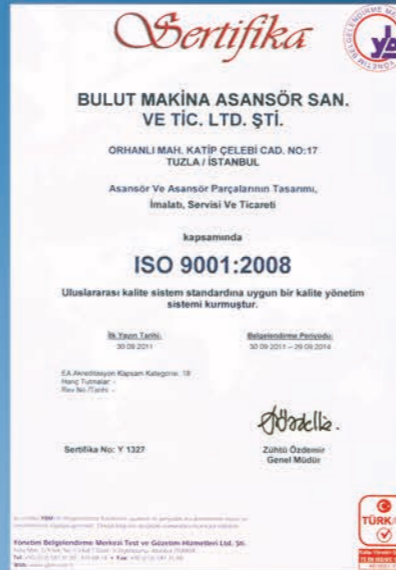 Sertifika
BULUT MAKİNA ASANSÖR SAN.
VE TİC. LTD. ŞTİ.
ORHANLI MAH. KATİP ÇELEBİ CAD. NO:17
TUZLA / İSTANBUL
Asansör Ve Asansör Parçalarının Tasarımı,
İmalatı, Servisi Ve Ticareti
kapsamında
ISO 9001:2008
Uluslararası kalite sistem standardına uygun bir kalite yönetim
sistemi kurmuştur.
İlk Yayın Tarihi: Belgelendirme Periyodu:
30.09.2011 30.09.2011 – 29.09.2014
EA Akreditasyon Kapsam Kategorisi: 18
Hariç Tutmalar: -
Rev No /Tarihi: -
Sertifika No: Y 1327 Zühtü Özdemir
Genel Müdür
TÜRK
Yönetim Belgelendirme Merkezi Test ve Gözetim Hizmetleri Ltd. Şti.